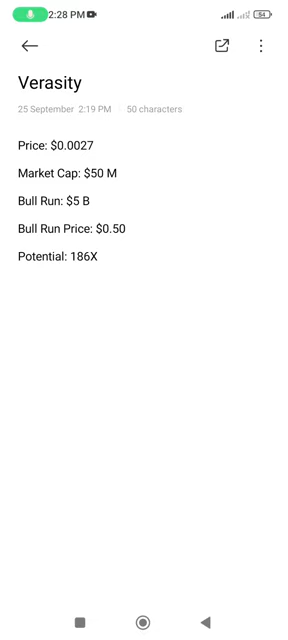 2:28 PM
54
Verasity
25 September 2:19 PM 50 characters
Price: $0.0027
Market Cap: $50 M
Bull Run: $5 B
Bull Run Price: $0.50
Potential: 186X